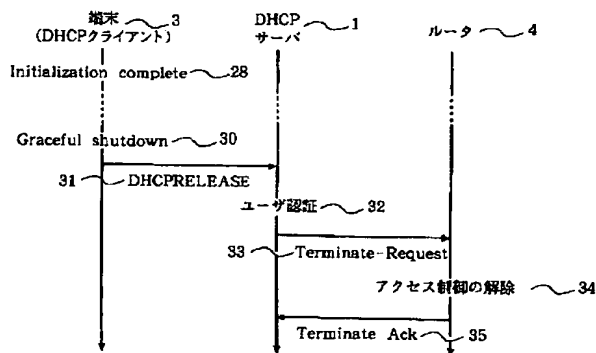 端末 3
(DHCPクライアント)
DHCP
サーバ 1
ルータ 4
Initialization complete 28
Graceful shutdown 30
31 DHCPRELEASE
ユーザ認証 32
33 Terminate-Request
アクセス制御の解除 34
Terminate Ack 35